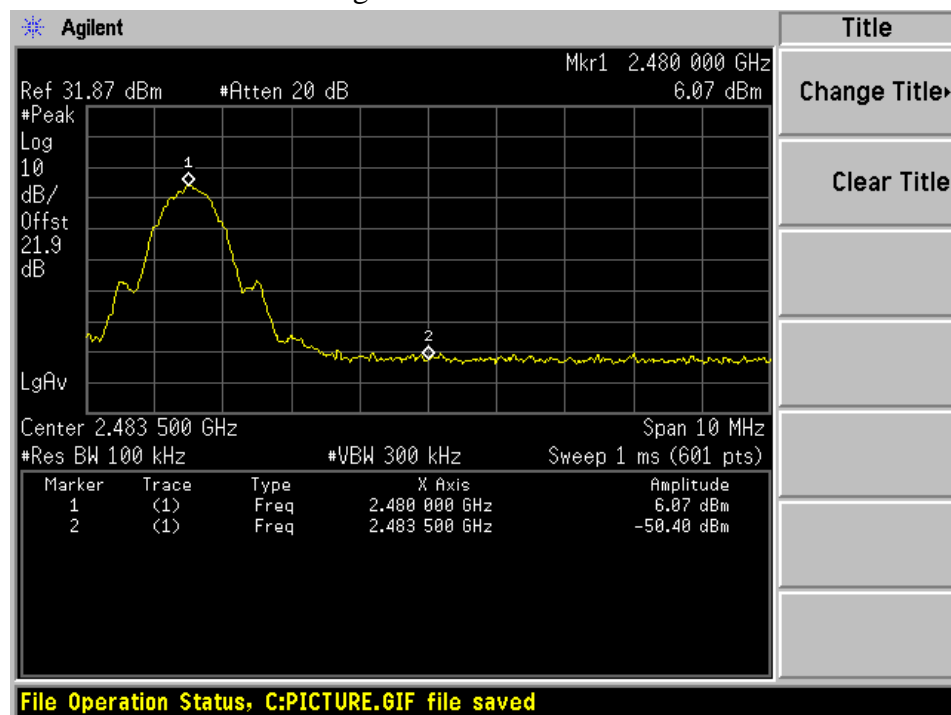 Agilent
Title
Mkr1 2.480 000 GHz
Ref 31.87 dBm #Atten 20 dB 6.07 dBm
#Peak
Log
10
dB/
Offst
21.9
dB
1
2
LgAv
Center 2.483 500 GHz Span 10 MHz
#Res BW 100 kHz #VBW 300 kHz Sweep 1 ms (601 pts)
Marker Trace Type X Axis Amplitude
1 (1) Freq 2.480 000 GHz 6.07 dBm
2 (1) Freq 2.483 500 GHz -50.40 dBm
Change Title
Clear Title
File Operation Status, C:PICTURE.GIF file saved